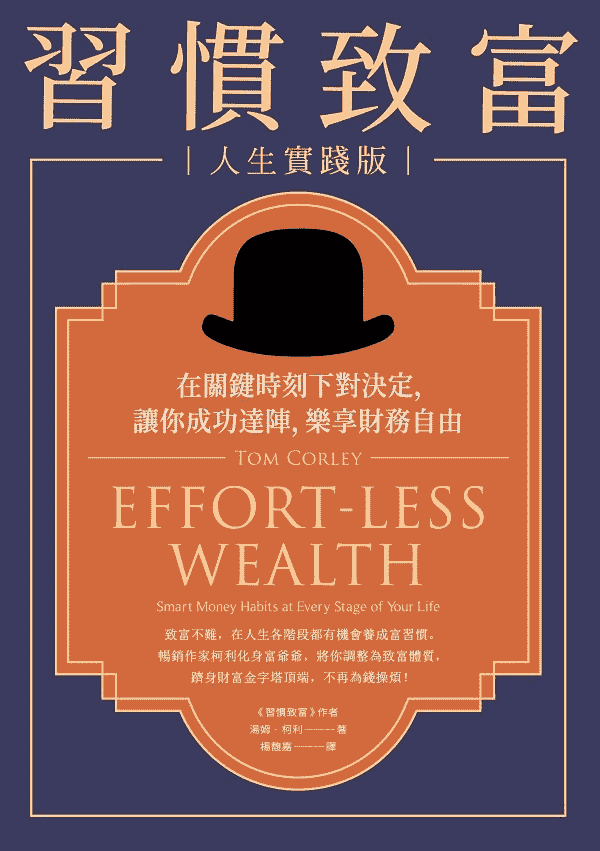 習慣致富
|人生實踐版|
在關鍵時刻下對決定,
讓你成功達陣, 樂享財務自由
TOM CORLEY
EFFORT-LESS
WEALTH
Smart Money Habits at Every Stage of Your Life
致富不難，在人生各階段都有機會養成富習慣。
暢銷作家柯利化身富爺爺，將你調整為致富體質，
躋身財富金字塔頂端，不再為錢操煩！
《習慣致富》作者
湯姆．柯利———著
楊馥嘉———譯